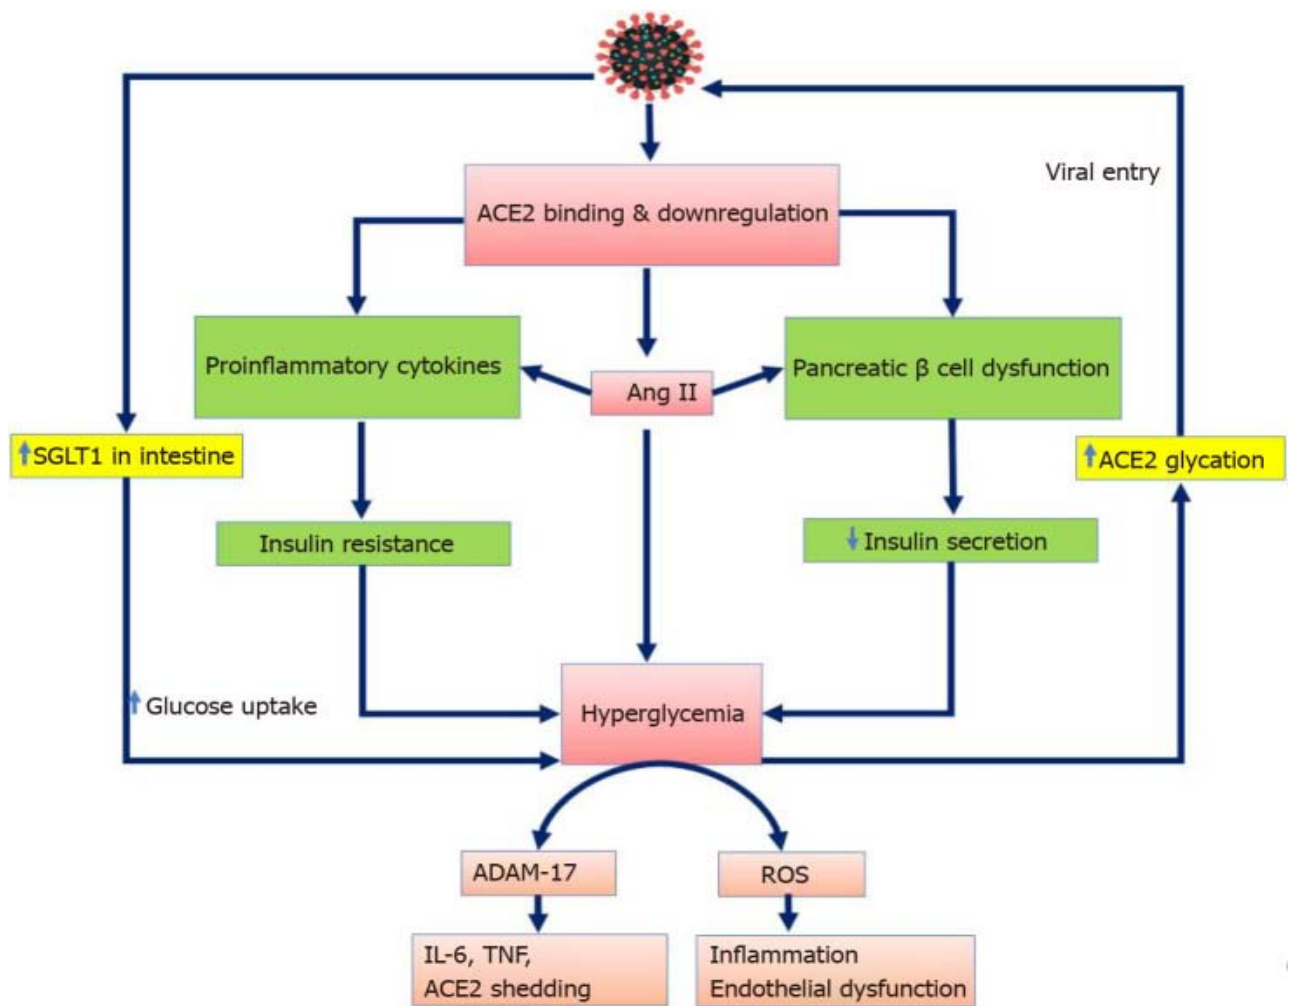 Viral entry
ACE2 binding & downregulation
Proinflammatory cytokines
Ang II
Pancreatic β cell dysfunction
↑SGLT1 in intestine
↑ACE2 glycation
Insulin resistance
↓Insulin secretion
↑Glucose uptake
Hyperglycemia
ADAM-17
ROS
IL-6, TNF,
ACE2 shedding
Inflammation
Endothelial dysfunction